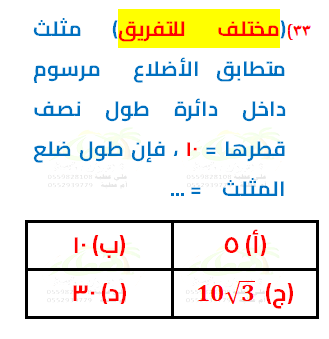 ٣٣) (مختلف للتفريق) مثلث
متطابق الأضلاع مرسوم
داخل دائرة طول نصف
قطرها = ١٠ ، فإن طول ضلع
المثلث = ...
(أ) ٥ (ب) ١٠
(ج) 10√3 (د) ٣٠